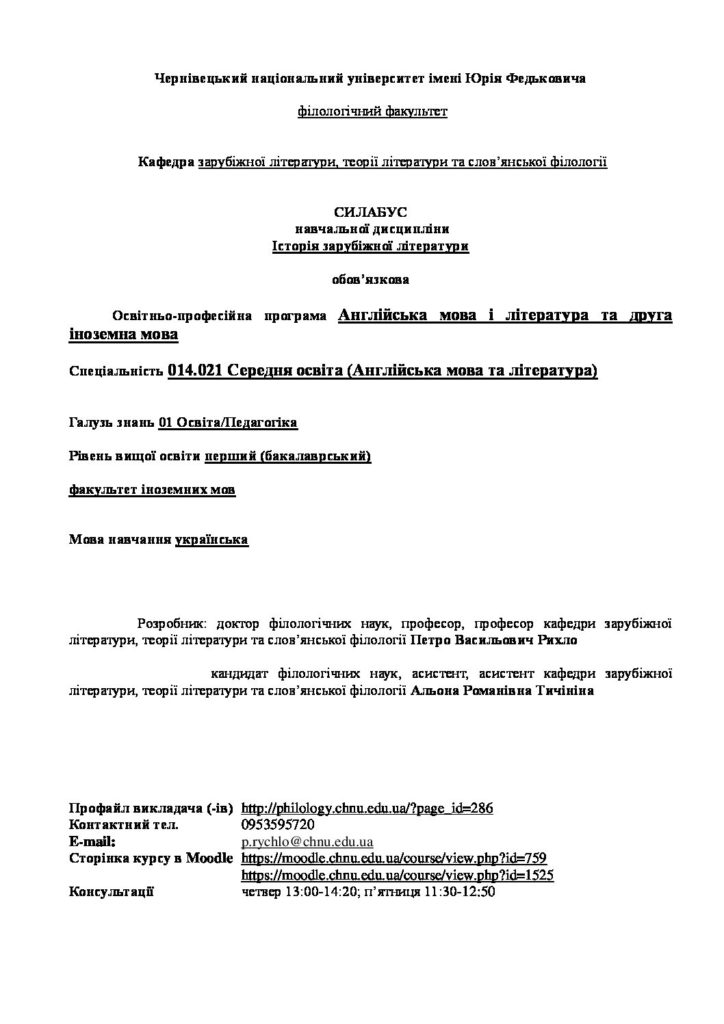 Чернівецький національний університет імені Юрія Федьковича
філологічний факультет
Кафедра зарубіжної літератури, теорії літератури та слов’янської філології
СИЛАБУС
навчальної дисципліни
Історія зарубіжної літератури
обов’язкова
Освітньо-професійна програма Англійська мова і література та друга
іноземна мова
Спеціальність 014.021 Середня освіта (Англійська мова та література)
Галузь знань 01 Освіта/Педагогіка
Рівень вищої освіти перший (бакалаврський)
факультет іноземних мов
Мова навчання українська
Розробник: доктор філологічних наук, професор, професор кафедри зарубіжної
літератури, теорії літератури та слов’янської філології Петро Васильович Рихло
кандидат філологічних наук, асистент, асистент кафедри зарубіжної
літератури, теорії літератури та слов’янської філології Альона Романівна Тичініна
Профайл викладача (-ів) http://philology.chnu.edu.ua/?page_id=286
Контактний тел. 0953595720
E-mail: p.rychlo@chnu.edu.ua
Сторінка курсу в Moodle https://moodle.chnu.edu.ua/course/view.php?id=759
https://moodle.chnu.edu.ua/course/view.php?id=1525
Консультації четвер 13:00-14:20; п’ятниця 11:30-12:50